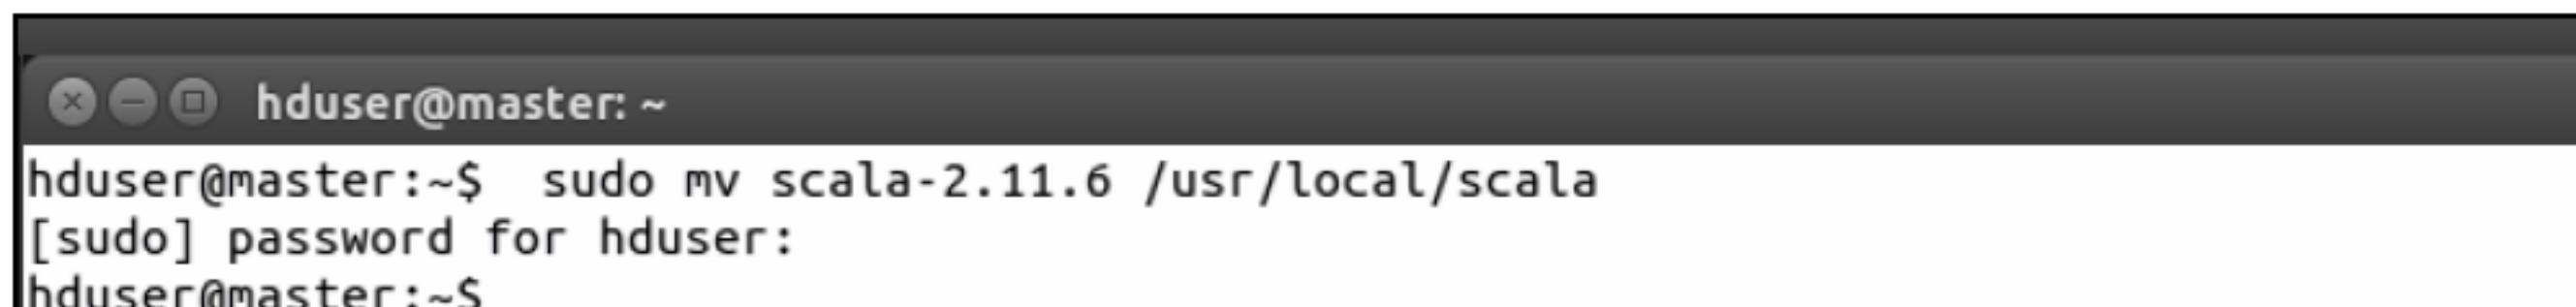 hduser@master: ~
hduser@master:~$  sudo mv scala-2.11.6 /usr/local/scala
[sudo] password for hduser:
hduser@master:~$